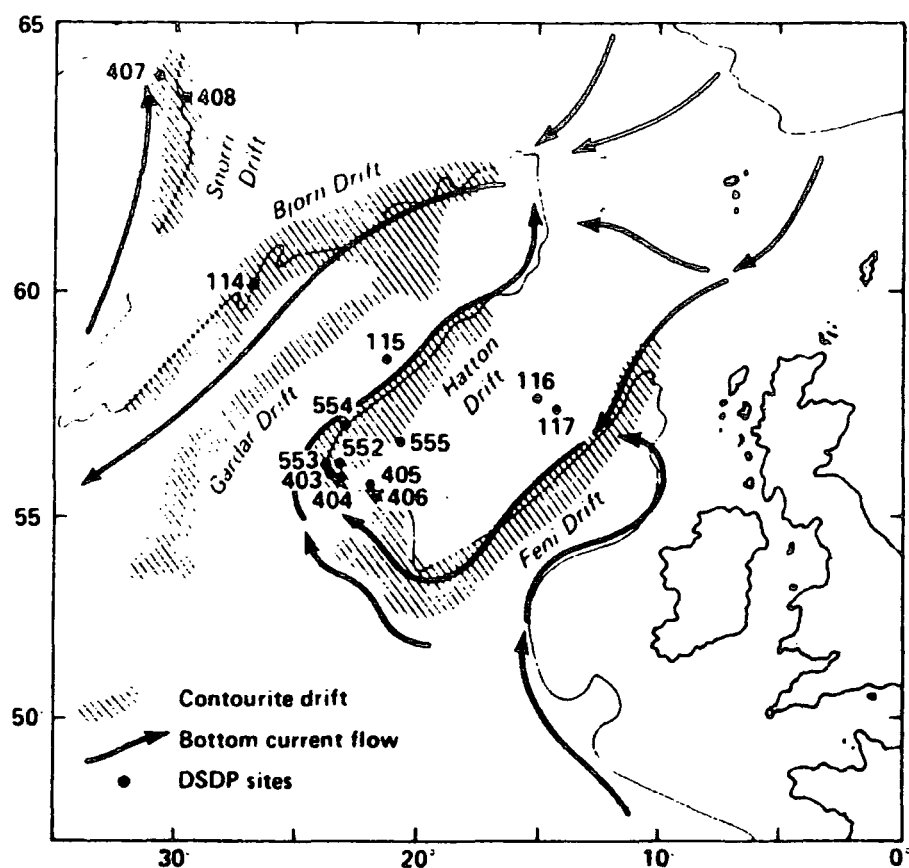 65
407
408
Snorri
Drift
Bjorn Drift
114
60
115
Hatton
Drift
116
117
554
Gardar Drift
553
552
555
403
405
404
406
55
Feni Drift
50
Contourite drift
Bottom current flow
DSDP sites
30
20
10
0